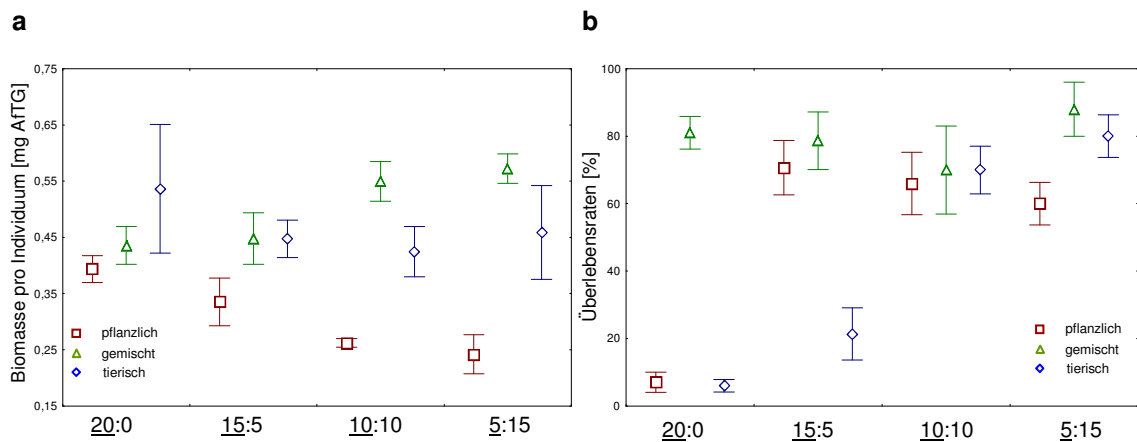 a
Biomasse pro Individuum [mg AfTG]
0,75
0,65
0,55
0,45
0,35
0,25
0,15
pflanzlich
gemischt
tierisch
20:0
15:5
10:10
5:15
b
Überlebensraten [%]
100
80
60
40
20
0
pflanzlich
gemischt
tierisch
20:0
15:5
10:10
5:15